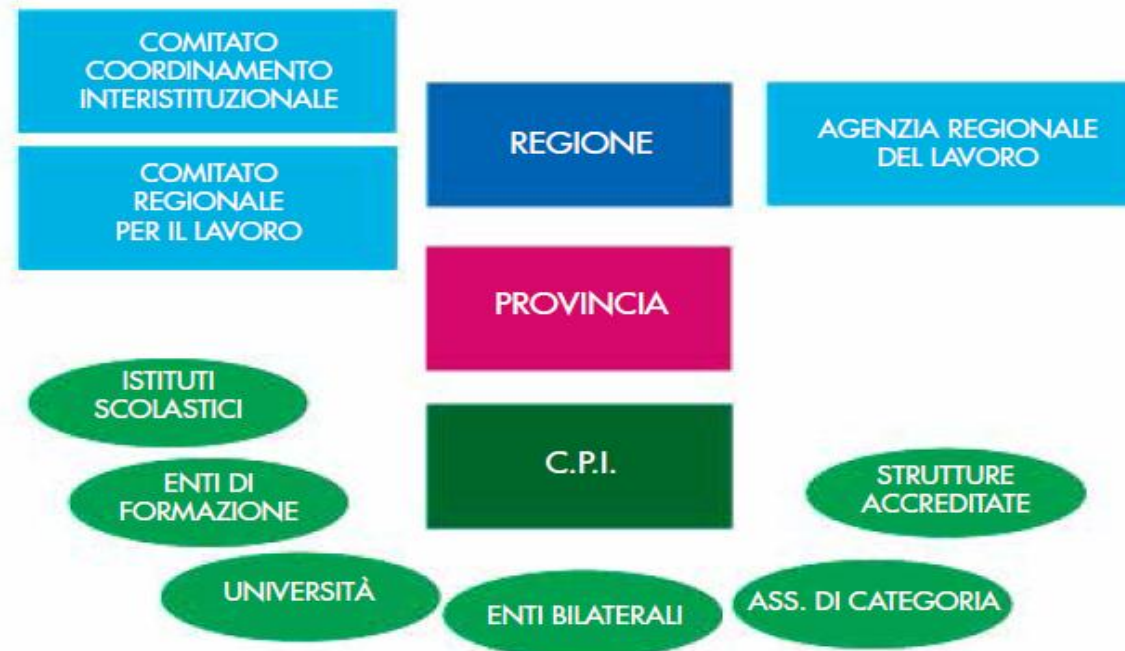 COMITATO
COORDINAMENTO
INTERISTITUZIONALE
COMITATO
REGIONALE
PER IL LAVORO
REGIONE
AGENZIA REGIONALE
DEL LAVORO
PROVINCIA
C.P.I.
ISTITUTI
SCOLASTICI
ENTI DI
FORMAZIONE
UNIVERSITÀ
ENTI BILATERALI
ASS. DI CATEGORIA
STRUTTURE
ACCREDITATE